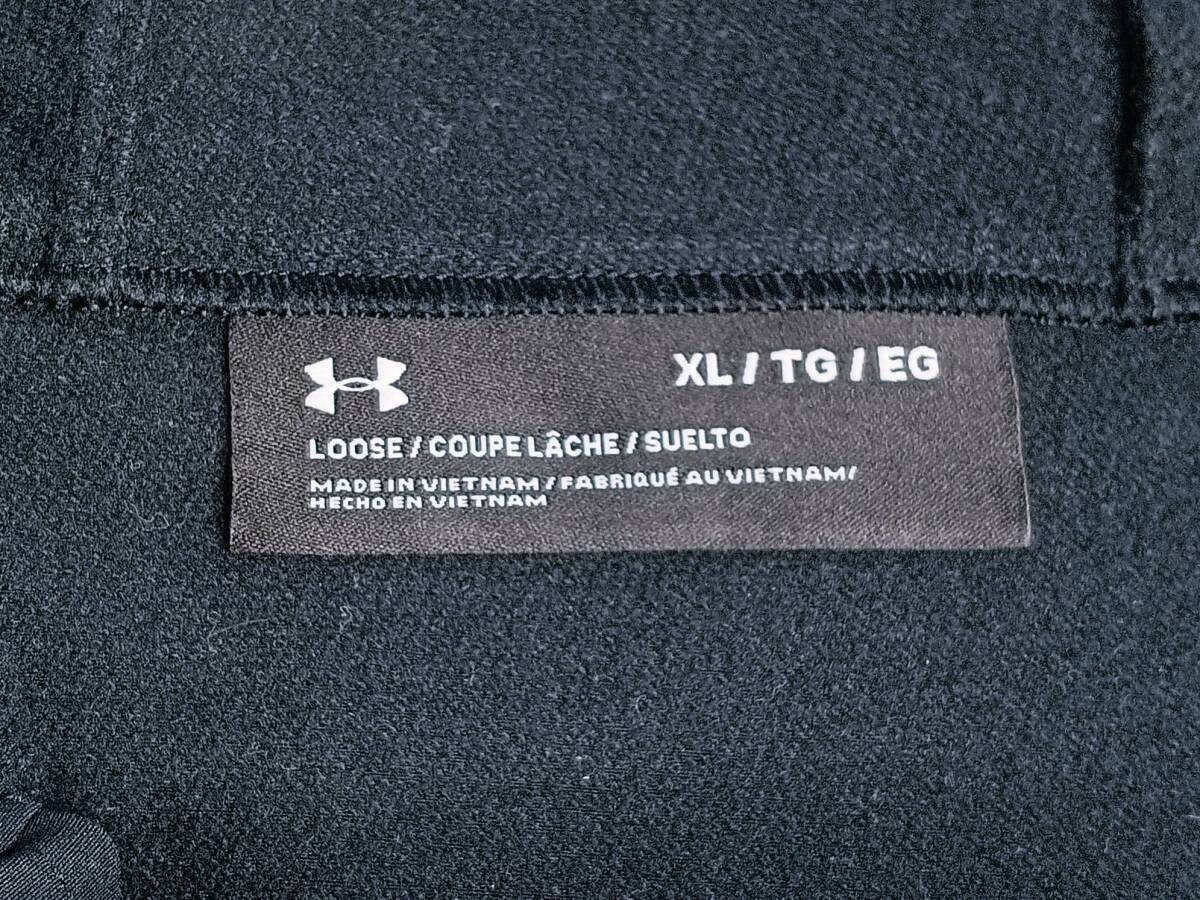 XL / TG / EG
LOOSE / COUPE LÂCHE / SUELTO
MADE IN VIETNAM / FABRIQUÉ AU VIETNAM/
HECHO EN VIETNAM